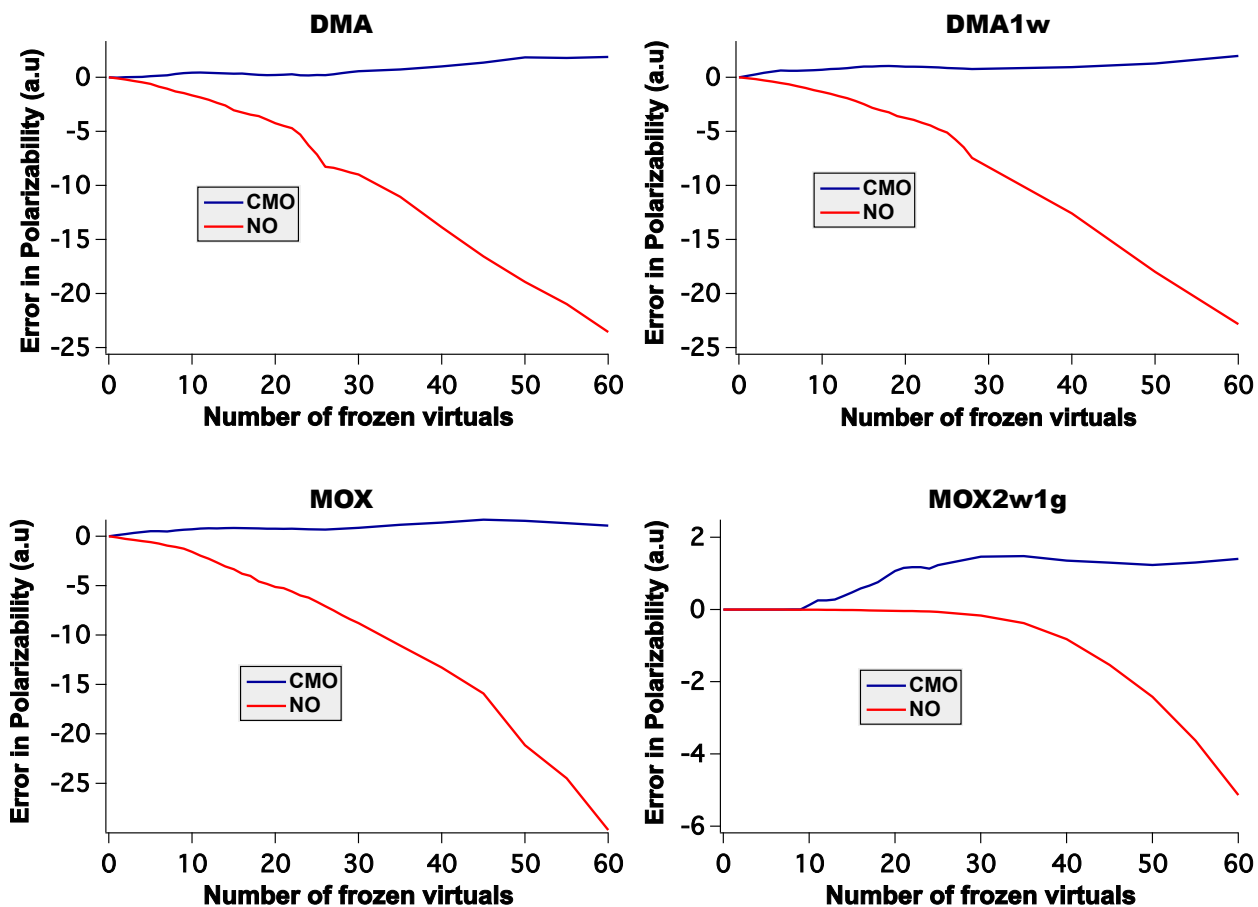 DMA
Error in Polarizability (a.u)
0
-5
-10
-15
-20
-25
CMO
NO
0 10 20 30 40 50 60
Number of frozen virtuals
DMA1w
Error in Polarizability (a.u)
0
-5
-10
-15
-20
-25
CMO
NO
0 10 20 30 40 50 60
Number of frozen virtuals
MOX
Error in Polarizability (a.u)
0
-5
-10
-15
-20
-25
CMO
NO
0 10 20 30 40 50 60
Number of frozen virtuals
MOX2w1g
Error in Polarizability (a.u)
2
0
-2
-4
-6
CMO
NO
0 10 20 30 40 50 60
Number of frozen virtuals